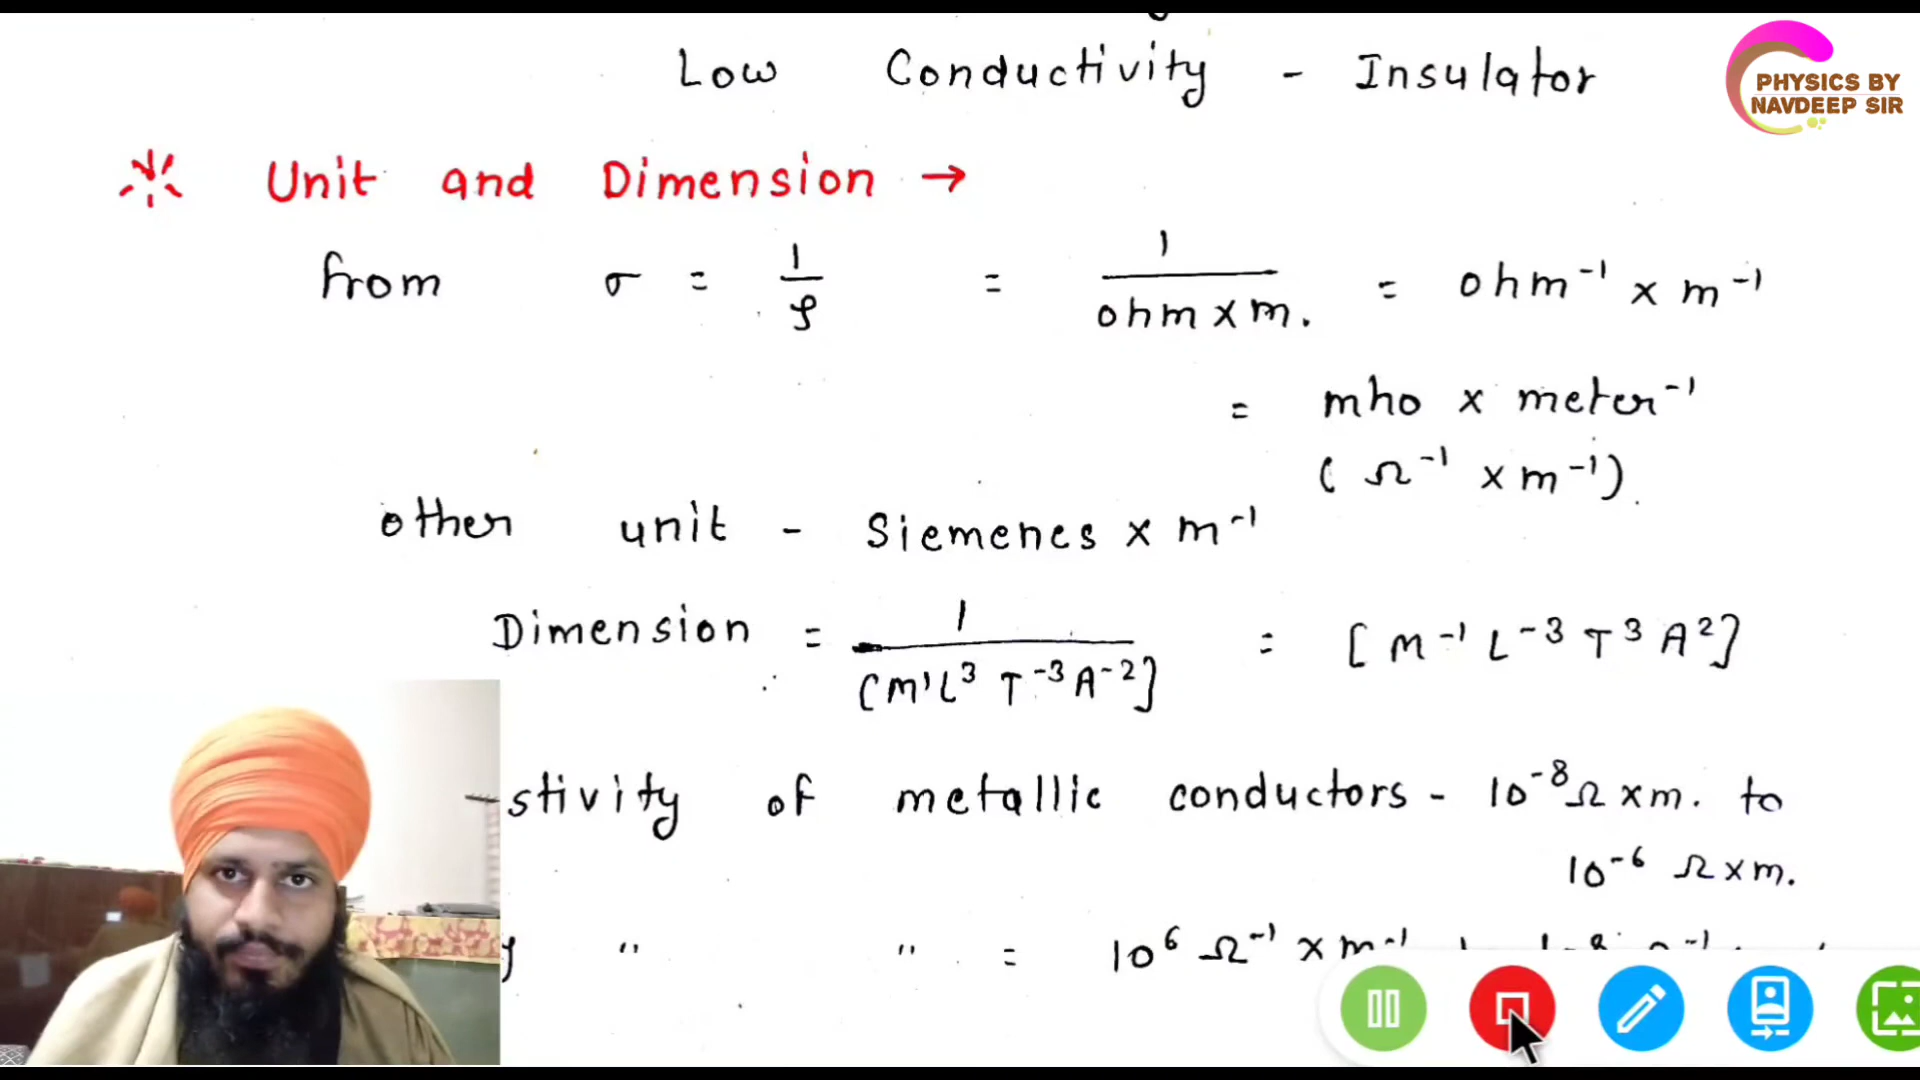 Low Conductivity - Insulator
PHYSICS BY
NAVDEEP SIR
Unit and Dimension →
from σ = 1/ρ = 1/(ohm x m.) = ohm⁻¹ x m⁻¹
= mho x meter⁻¹
(Ω⁻¹ x m⁻¹)
other unit - Siemenes x m⁻¹
Dimension = 1/[M¹L³ T⁻³A⁻²] = [M⁻¹ L⁻³ T³ A²]
stivity of metallic conductors - 10⁻⁸ Ω x m. to
10⁻⁶ Ω x m.
y " " = 10⁶ Ω⁻¹ x m⁻¹